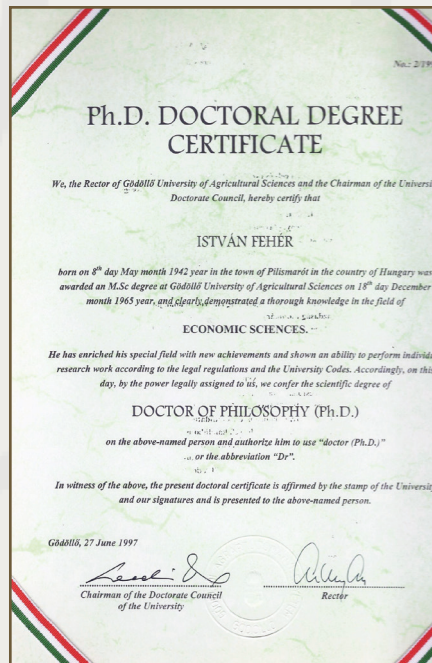 No.: 2/199
Ph.D. DOCTORAL DEGREE
CERTIFICATE
We, the Rector of Gödöllő University of Agricultural Sciences and the Chairman of the Universi
Doctorate Council, hereby certify that
ISTVÁN FEHÉR
born on 8th day May month 1942 year in the town of Pilismarót in the country of Hungary was
awarded an M.Sc degree at Gödöllő University of Agricultural Sciences on 18th day December
month 1965 year, and clearly demonstrated a thorough knowledge in the field of
ECONOMIC SCIENCES.
He has enriched his special field with new achievements and shown an ability to perform individu
research work according to the legal regulations and the University Codes. Accordingly, on this
day, by the power legally assigned to us, we confer the scientific degree of
DOCTOR OF PHILOSOPHY (Ph.D.)
on the above-named person and authorize him to use "doctor (Ph.D.)"
or the abbreviation "Dr".
In witness of the above, the present doctoral certificate is affirmed by the stamp of the University
and our signatures and is presented to the above-named person.
Gödöllő, 27 June 1997
Chairman of the Doctorate Council
of the University
Rector